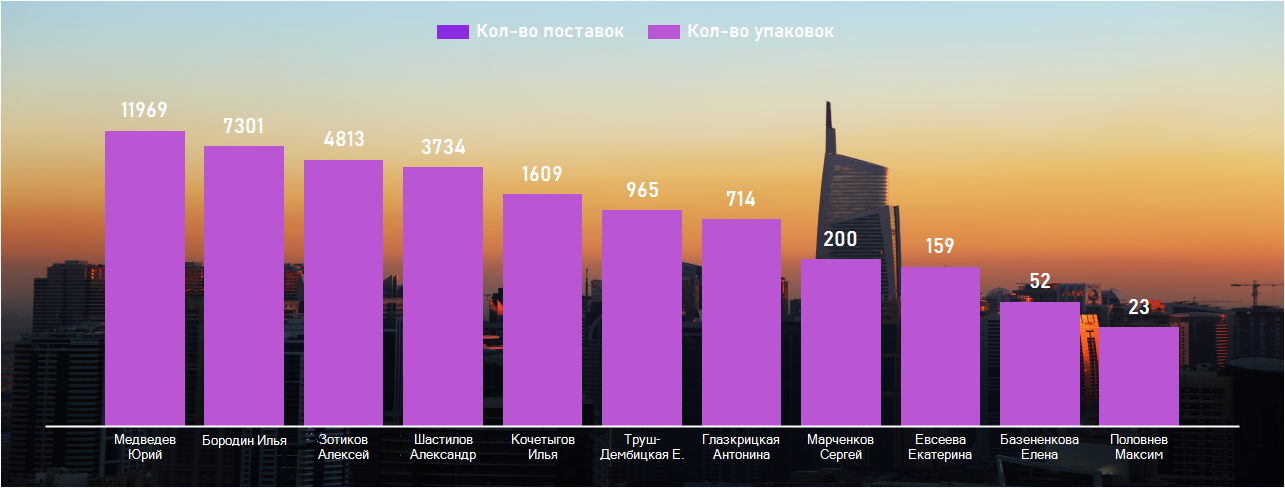 Кол-во поставок Кол-во упаковок
11969
7301
4813
3734
1609
965
714
200
159
52
23
Медведев
Юрий
Бородин Илья
Зотиков
Алексей
Шастилов
Александр
Кочетыгов
Илья
Труш-
Дембицкая Е.
Глазкрицкая
Антонина
Марченков
Сергей
Евсеева
Екатерина
Базененкова
Елена
Половнев
Максим